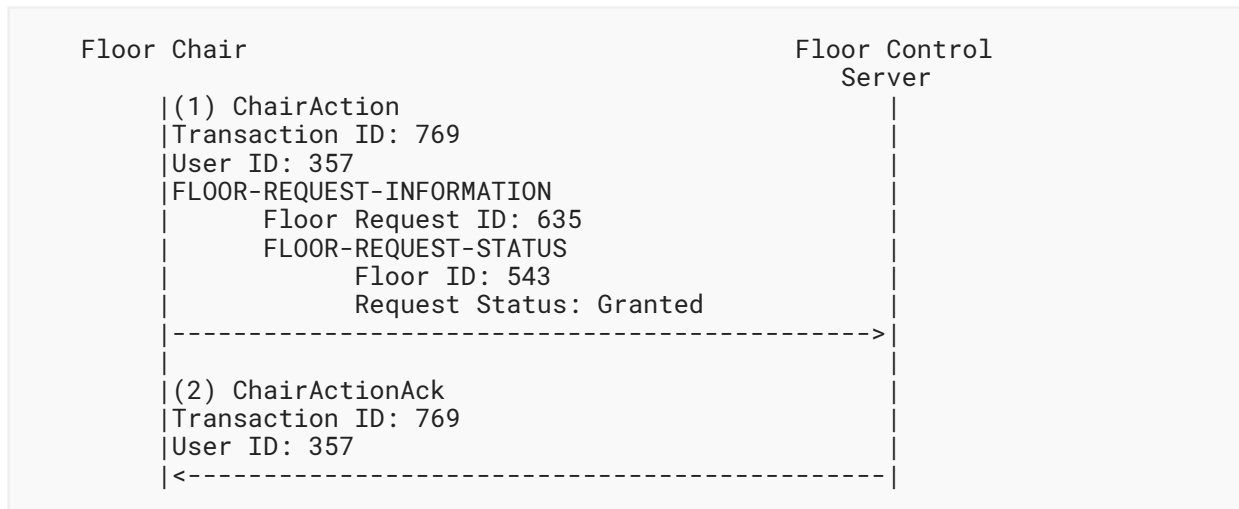 Floor Chair                                    Floor Control
                                                  Server
     |(1) ChairAction                                |
     |Transaction ID: 769                            |
     |User ID: 357                                   |
     |FLOOR-REQUEST-INFORMATION                      |
     |      Floor Request ID: 635                    |
     |      FLOOR-REQUEST-STATUS                     |
     |            Floor ID: 543                      |
     |            Request Status: Granted            |
     |---------------------------------------------->|
     |                                               |
     |(2) ChairActionAck                             |
     |Transaction ID: 769                            |
     |User ID: 357                                   |
     |<----------------------------------------------|